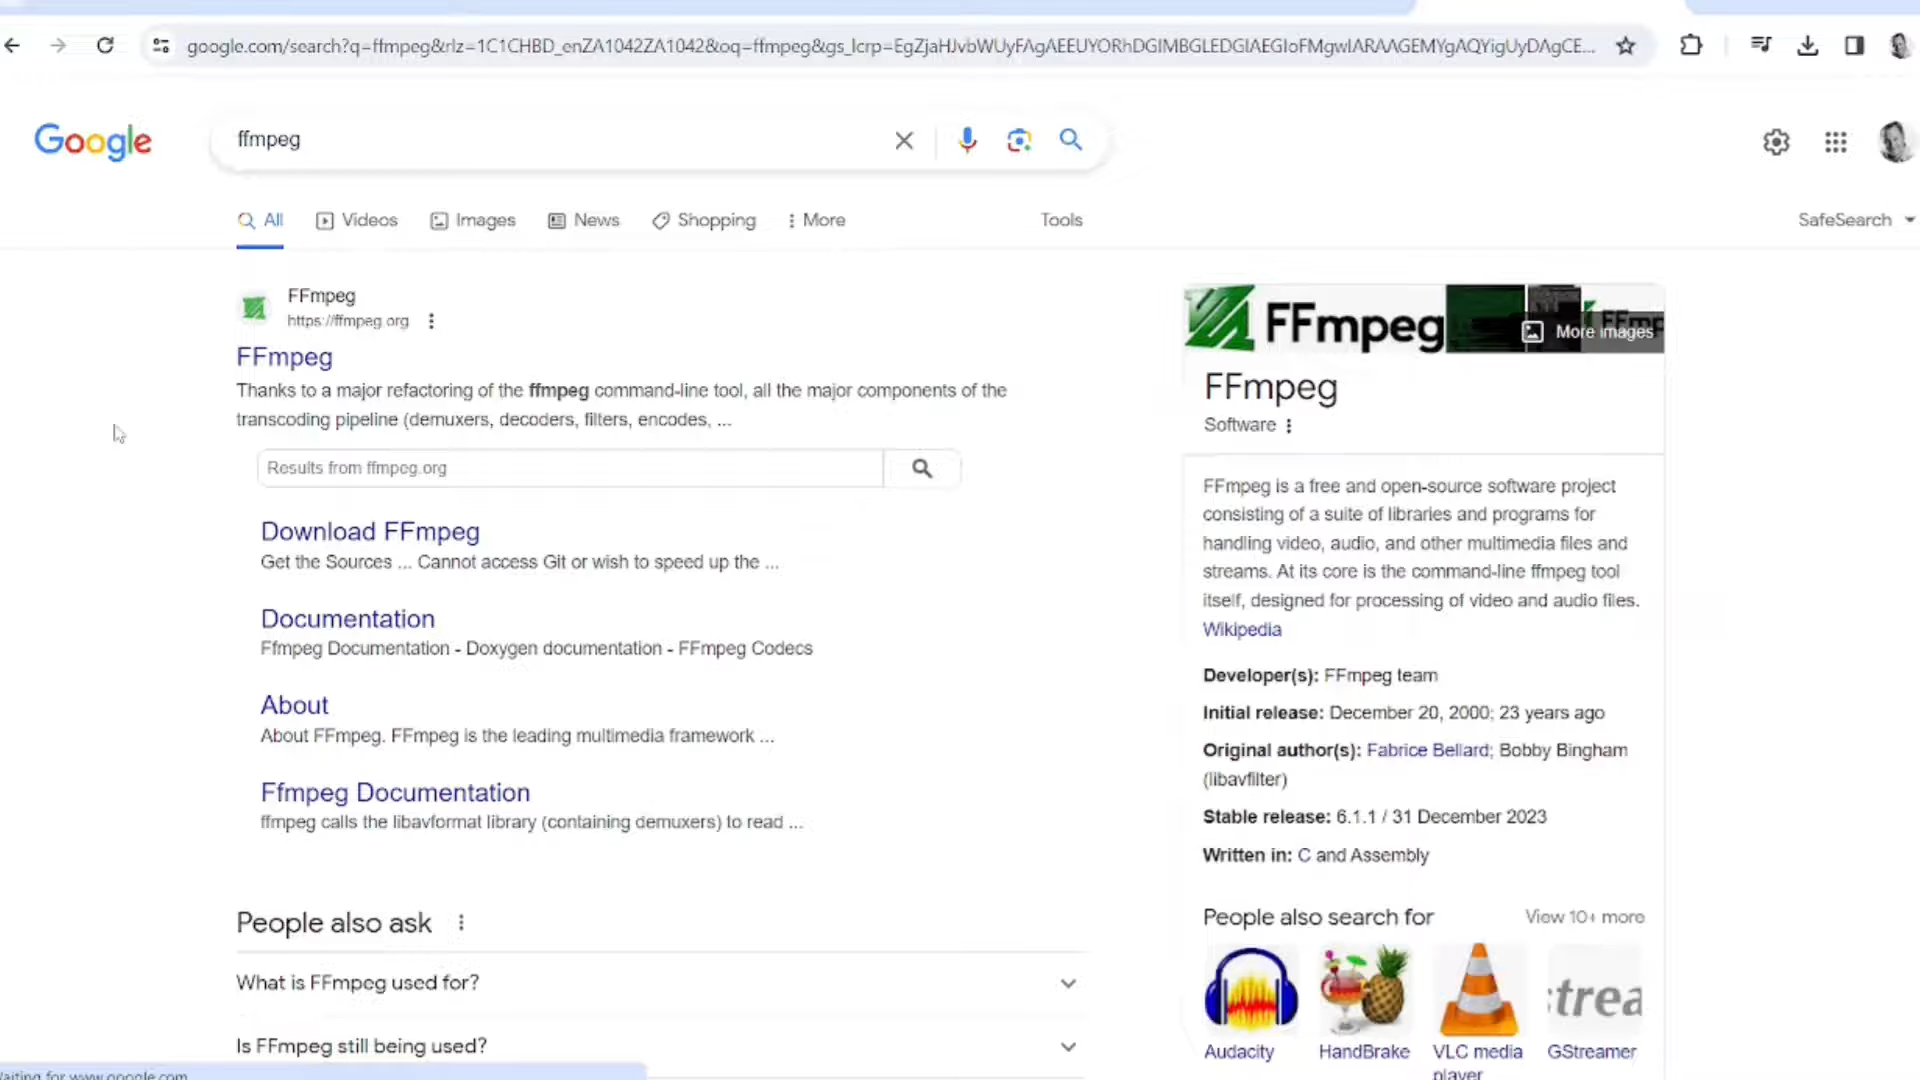 google.com/search?q=ffmpeg&rlz=1C1CHBD_enZA1042ZA1042&oq=ffmpeg&gs_lcrp=EgZjaHJvbWUyFAgAEEUYORhDGIMBGLEDGIAEGIoFMgwIARAAGEMYgAQYigUyDAgCE...
Google
ffmpeg
All
Videos
Images
News
Shopping
More
Tools
SafeSearch
FFmpeg
https://ffmpeg.org
FFmpeg
Thanks to a major refactoring of the ffmpeg command-line tool, all the major components of the
transcoding pipeline (demuxers, decoders, filters, encodes, ...
Results from ffmpeg.org
Download FFmpeg
Get the Sources ... Cannot access Git or wish to speed up the ...
Documentation
Ffmpeg Documentation - Doxygen documentation - FFmpeg Codecs
About
About FFmpeg. FFmpeg is the leading multimedia framework ...
Ffmpeg Documentation
ffmpeg calls the libavformat library (containing demuxers) to read ...
People also ask
What is FFmpeg used for?
Is FFmpeg still being used?
FFmpeg
More images
FFmpeg
Software
FFmpeg is a free and open-source software project
consisting of a suite of libraries and programs for
handling video, audio, and other multimedia files and
streams. At its core is the command-line ffmpeg tool
itself, designed for processing of video and audio files.
Wikipedia
Developer(s): FFmpeg team
Initial release: December 20, 2000; 23 years ago
Original author(s): Fabrice Bellard; Bobby Bingham
(libavfilter)
Stable release: 6.1.1 / 31 December 2023
Written in: C and Assembly
People also search for
View 10+ more
Audacity
HandBrake
VLC media
player
GStreamer
Waiting for www.google.com